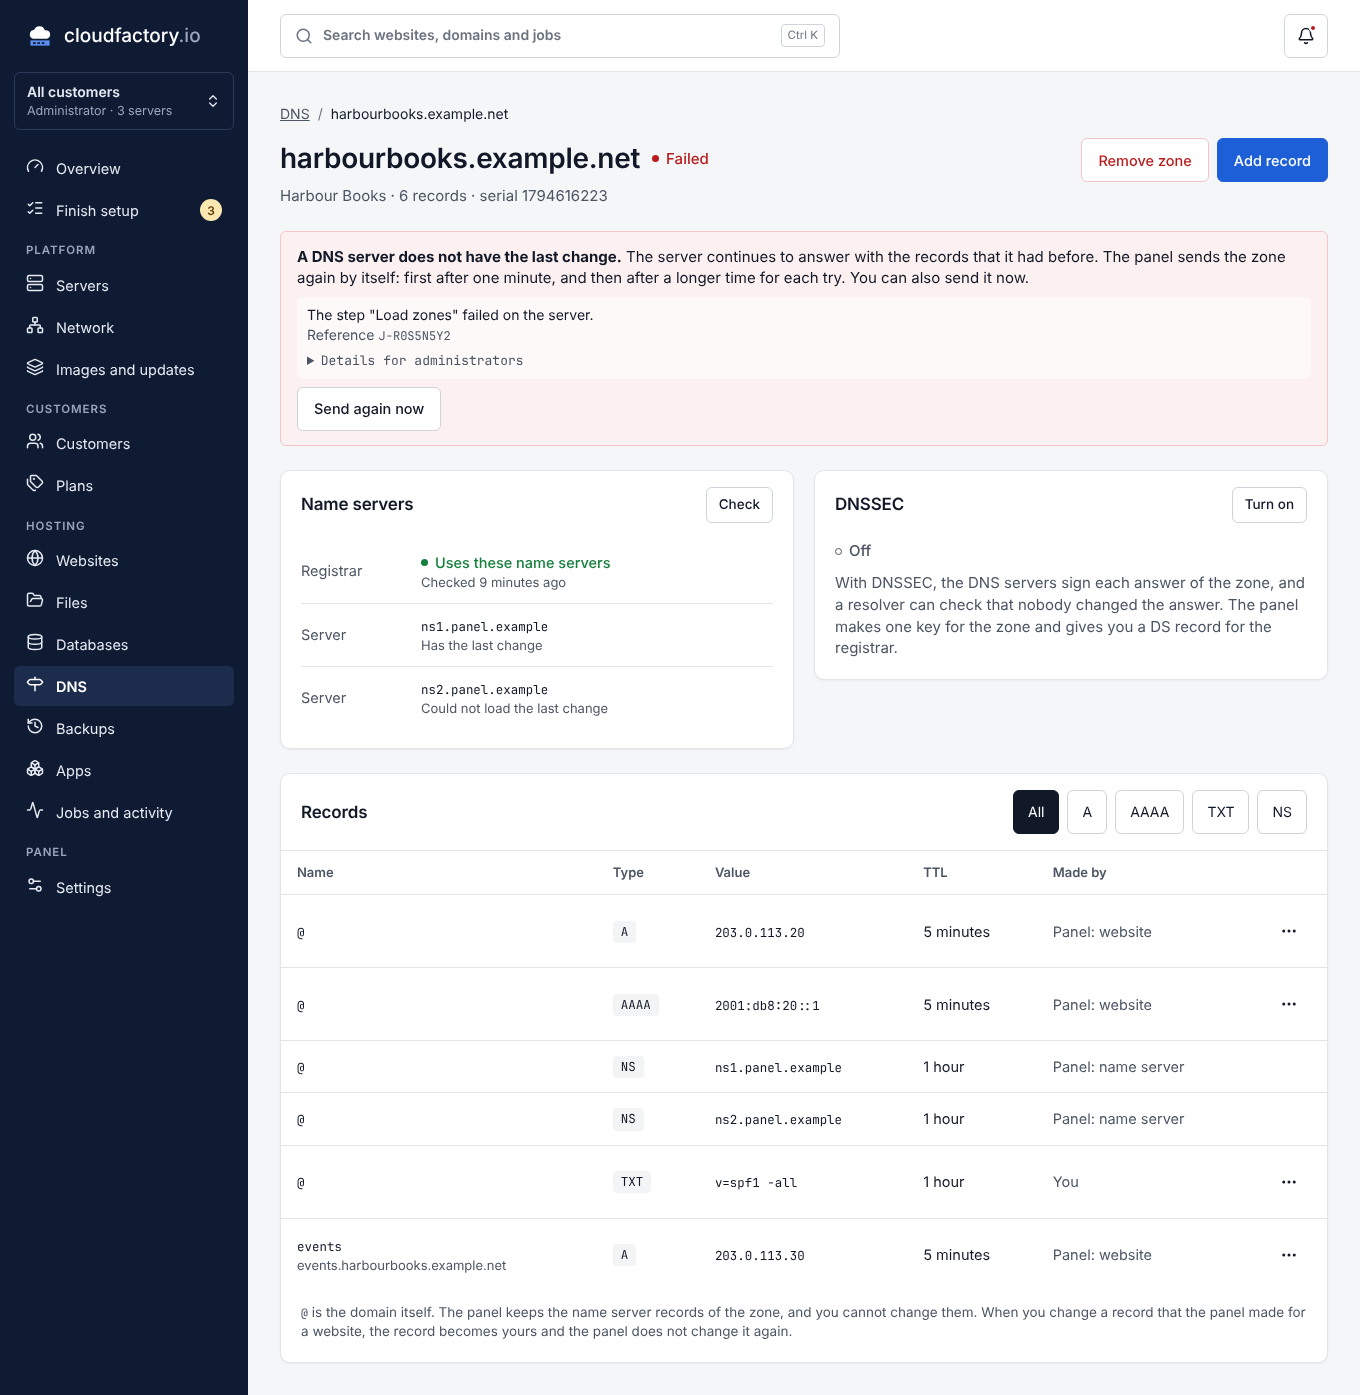 cloudfactory.io
All customers
Administrator · 3 servers
Overview
Finish setup
3
PLATFORM
Servers
Network
Images and updates
CUSTOMERS
Customers
Plans
HOSTING
Websites
Files
Databases
DNS
Backups
Apps
Jobs and activity
PANEL
Settings
Search websites, domains and jobs
Ctrl K
DNS / harbourbooks.example.net
harbourbooks.example.net
Failed
Remove zone
Add record
Harbour Books · 6 records · serial 1794616223
A DNS server does not have the last change. The server continues to answer with the records that it had before. The panel sends the zone
again by itself: first after one minute, and then after a longer time for each try. You can also send it now.
The step "Load zones" failed on the server.
Reference J-R0S5N5Y2
Details for administrators
Send again now
Name servers
Check
Registrar
Uses these name servers
Checked 9 minutes ago
Server
ns1.panel.example
Has the last change
Server
ns2.panel.example
Could not load the last change
DNSSEC
Turn on
Off
With DNSSEC, the DNS servers sign each answer of the zone, and
a resolver can check that nobody changed the answer. The panel
makes one key for the zone and gives you a DS record for the
registrar.
Records
All
A
AAAA
TXT
NS
Name Type Value TTL Made by
@ A 203.0.113.20 5 minutes Panel: website
@ AAAA 2001:db8:20::1 5 minutes Panel: website
@ NS ns1.panel.example 1 hour Panel: name server
@ NS ns2.panel.example 1 hour Panel: name server
@ TXT v=spf1 -all 1 hour You
events
events.harbourbooks.example.net
A 203.0.113.30 5 minutes Panel: website
@ is the domain itself. The panel keeps the name server records of the zone, and you cannot change them. When you change a record that the panel made for
a website, the record becomes yours and the panel does not change it again.